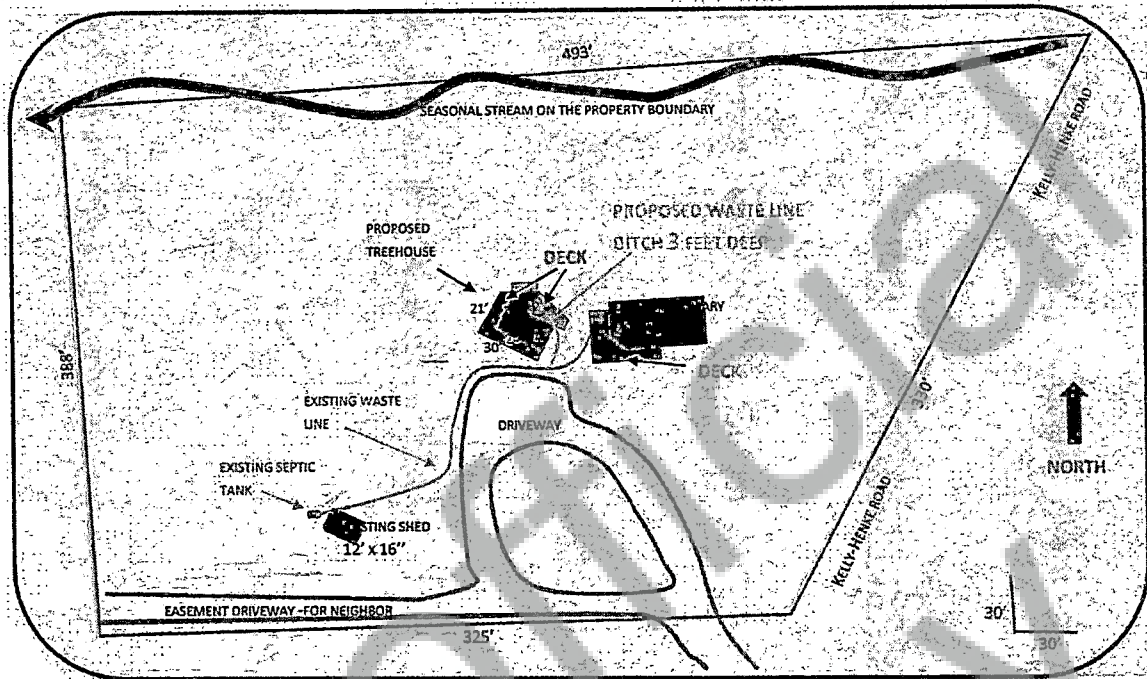 493'
SEASONAL STREAM ON THE PROPERTY BOUNDARY
KELLY-HENKE ROAD
PROPOSED WASTE LINE
DITCH 3 FEET DEEP
PROPOSED
TREEHOUSE
DECK
21'
30'
DECK
388'
330'
EXISTING WASTE
LINE
DRIVEWAY
NORTH
EXISTING SEPTIC
TANK
STING SHED
12' x 16"
KELLY-HENKE ROAD
EASEMENT DRIVEWAY -FOR NEIGHBOR
325'
30'
30'